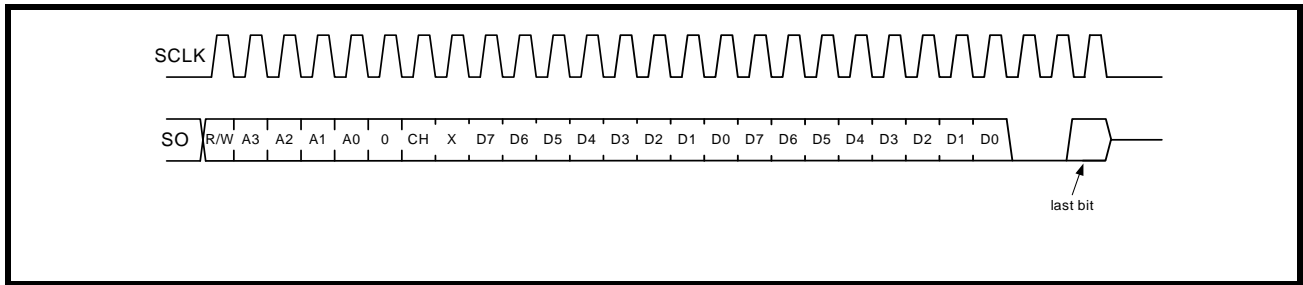 SCLK
SO R/W A3 A2 A1 A0 0 CH X D7 D6 D5 D4 D3 D2 D1 D0 D7 D6 D5 D4 D3 D2 D1 D0
last bit